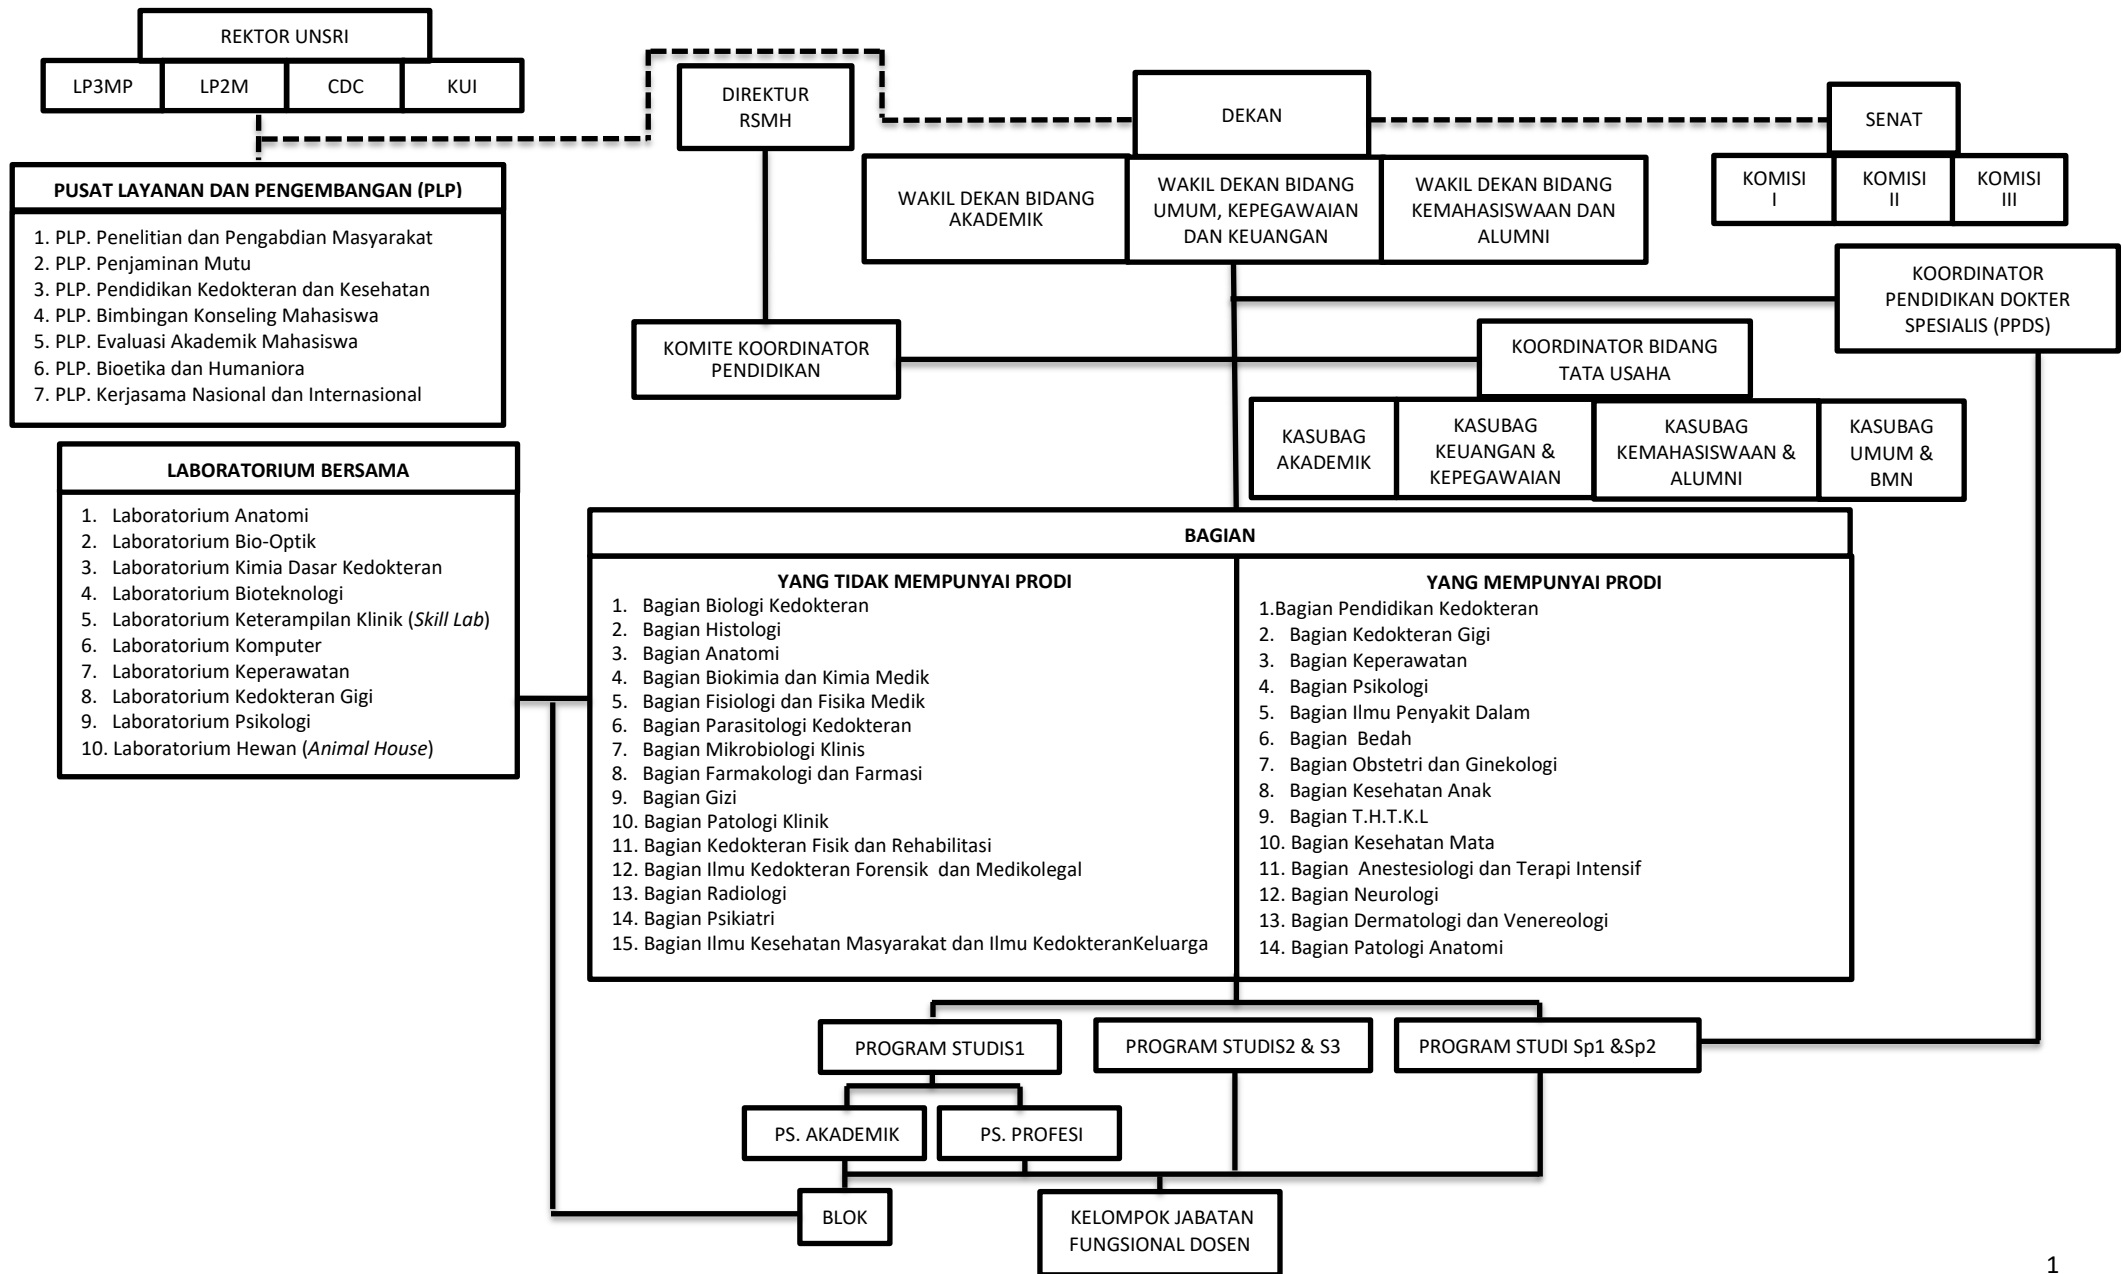 REKTOR UNSRI
LP3MP
LP2M
CDC
KUI
DIREKTUR
RSMH
DEKAN
SENAT
WAKIL DEKAN BIDANG
AKADEMIK
WAKIL DEKAN BIDANG
UMUM, KEPEGAWAIAN
DAN KEUANGAN
WAKIL DEKAN BIDANG
KEMAHASISWAAN DAN
ALUMNI
KOMISI
I
KOMISI
II
KOMISI
III
PUSAT LAYANAN DAN PENGEMBANGAN (PLP)
1. PLP. Penelitian dan Pengabdian Masyarakat
2. PLP. Penjaminan Mutu
3. PLP. Pendidikan Kedokteran dan Kesehatan
4. PLP. Bimbingan Konseling Mahasiswa
5. PLP. Evaluasi Akademik Mahasiswa
6. PLP. Bioetika dan Humaniora
7. PLP. Kerjasama Nasional dan Internasional
KOORDINATOR
PENDIDIKAN DOKTER
SPESIALIS (PPDS)
KOMITE KOORDINATOR
PENDIDIKAN
KOORDINATOR BIDANG
TATA USAHA
KASUBAG
AKADEMIK
KASUBAG
KEUANGAN &
KEPEGAWAIAN
KASUBAG
KEMAHASISWAAN &
ALUMNI
KASUBAG
UMUM &
BMN
LABORATORIUM BERSAMA
1. Laboratorium Anatomi
2. Laboratorium Bio-Optik
3. Laboratorium Kimia Dasar Kedokteran
4. Laboratorium Bioteknologi
5. Laboratorium Keterampilan Klinik (Skill Lab)
6. Laboratorium Komputer
7. Laboratorium Keperawatan
8. Laboratorium Kedokteran Gigi
9. Laboratorium Psikologi
10. Laboratorium Hewan (Animal House)
BAGIAN
YANG TIDAK MEMPUNYAI PRODI
1. Bagian Biologi Kedokteran
2. Bagian Histologi
3. Bagian Anatomi
4. Bagian Biokimia dan Kimia Medik
5. Bagian Fisiologi dan Fisika Medik
6. Bagian Parasitologi Kedokteran
7. Bagian Mikrobiologi Klinis
8. Bagian Farmakologi dan Farmasi
9. Bagian Gizi
10. Bagian Patologi Klinik
11. Bagian Kedokteran Fisik dan Rehabilitasi
12. Bagian Ilmu Kedokteran Forensik dan Medikolegal
13. Bagian Radiologi
14. Bagian Psikiatri
15. Bagian Ilmu Kesehatan Masyarakat dan Ilmu KedokteranKeluarga
YANG MEMPUNYAI PRODI
1.Bagian Pendidikan Kedokteran
2. Bagian Kedokteran Gigi
3. Bagian Keperawatan
4. Bagian Psikologi
5. Bagian Ilmu Penyakit Dalam
6. Bagian Bedah
7. Bagian Obstetri dan Ginekologi
8. Bagian Kesehatan Anak
9. Bagian T.H.T.K.L
10. Bagian Kesehatan Mata
11. Bagian Anestesiologi dan Terapi Intensif
12. Bagian Neurologi
13. Bagian Dermatologi dan Venereologi
14. Bagian Patologi Anatomi
PROGRAM STUDIS1
PROGRAM STUDIS2 & S3
PROGRAM STUDI Sp1 &Sp2
PS. AKADEMIK
PS. PROFESI
BLOK
KELOMPOK JABATAN
FUNGSIONAL DOSEN
1